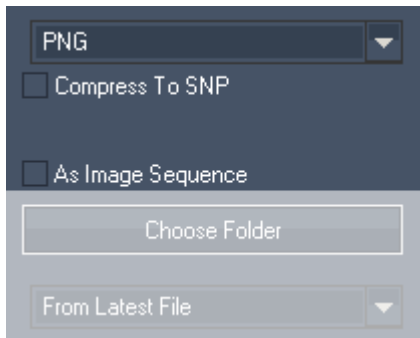 PNG
Compress To SNP
As Image Sequence
Choose Folder
From Latest File